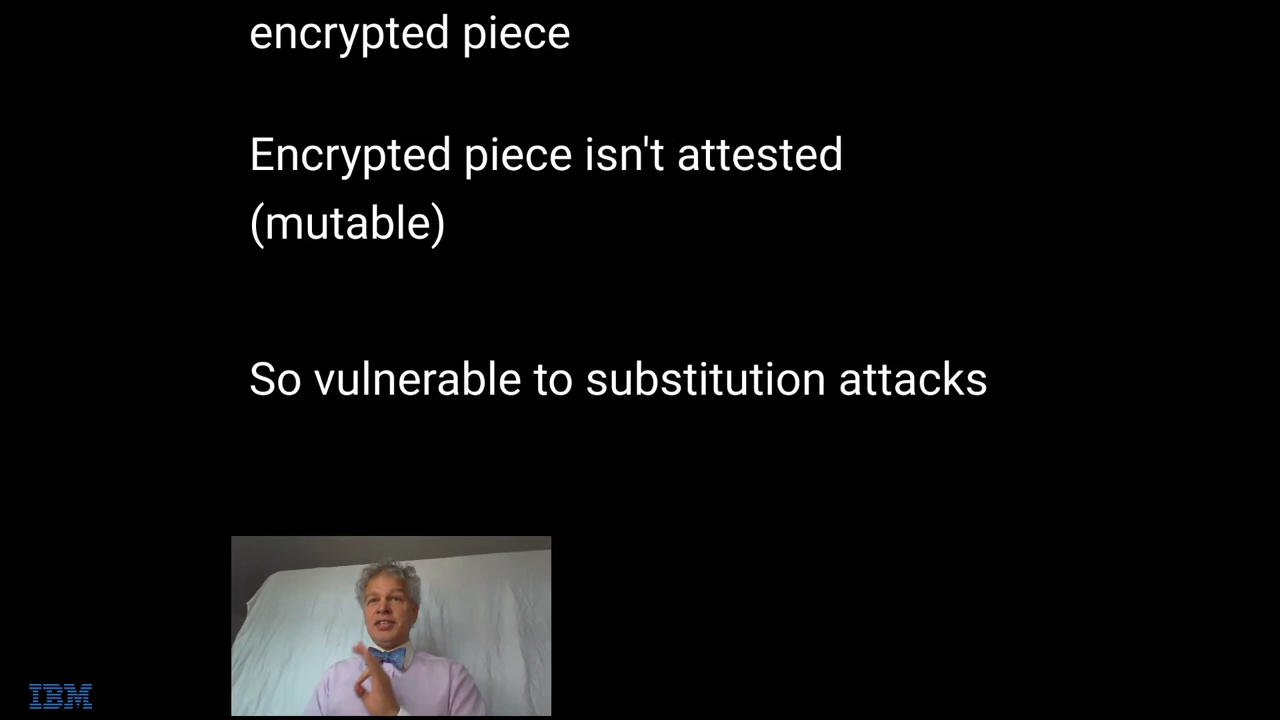 encrypted piece
Encrypted piece isn't attested
(mutable)
So vulnerable to substitution attacks
IBM